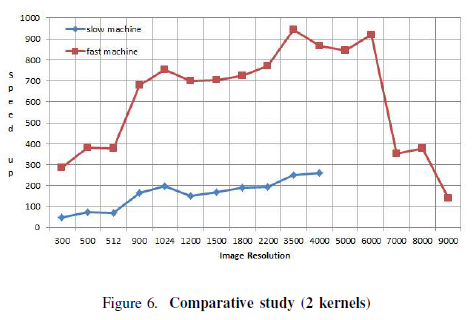 1000
900
800
700
600
500
400
300
200
100
0
slow machine
fast machine
s
p
e
e
d
u
p
300 500 512 900 1024 1200 1500 1800 2200 3500 4000 5000 6000 7000 8000 9000
Image Resolution
Figure 6. Comparative study (2 kernels)